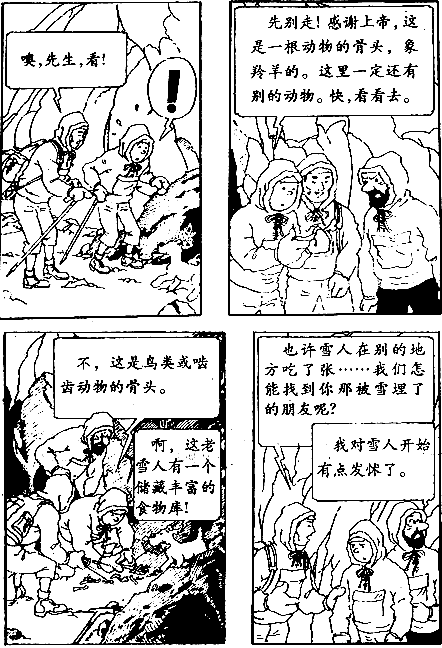 噢,先生,看!
!
先别走!感谢上帝,这
是一根动物的骨头,象
羚羊的。这里一定还有
别的动物。快,看看去。
不,这是鸟类或啮
齿动物的骨头。
啊,这老
雪人有一个
储藏丰富的
食物库!
也许雪人在别的地
方吃了张……我们怎
能找到你那被雪埋了
的朋友呢?
我对雪人开始
有点发怵了。